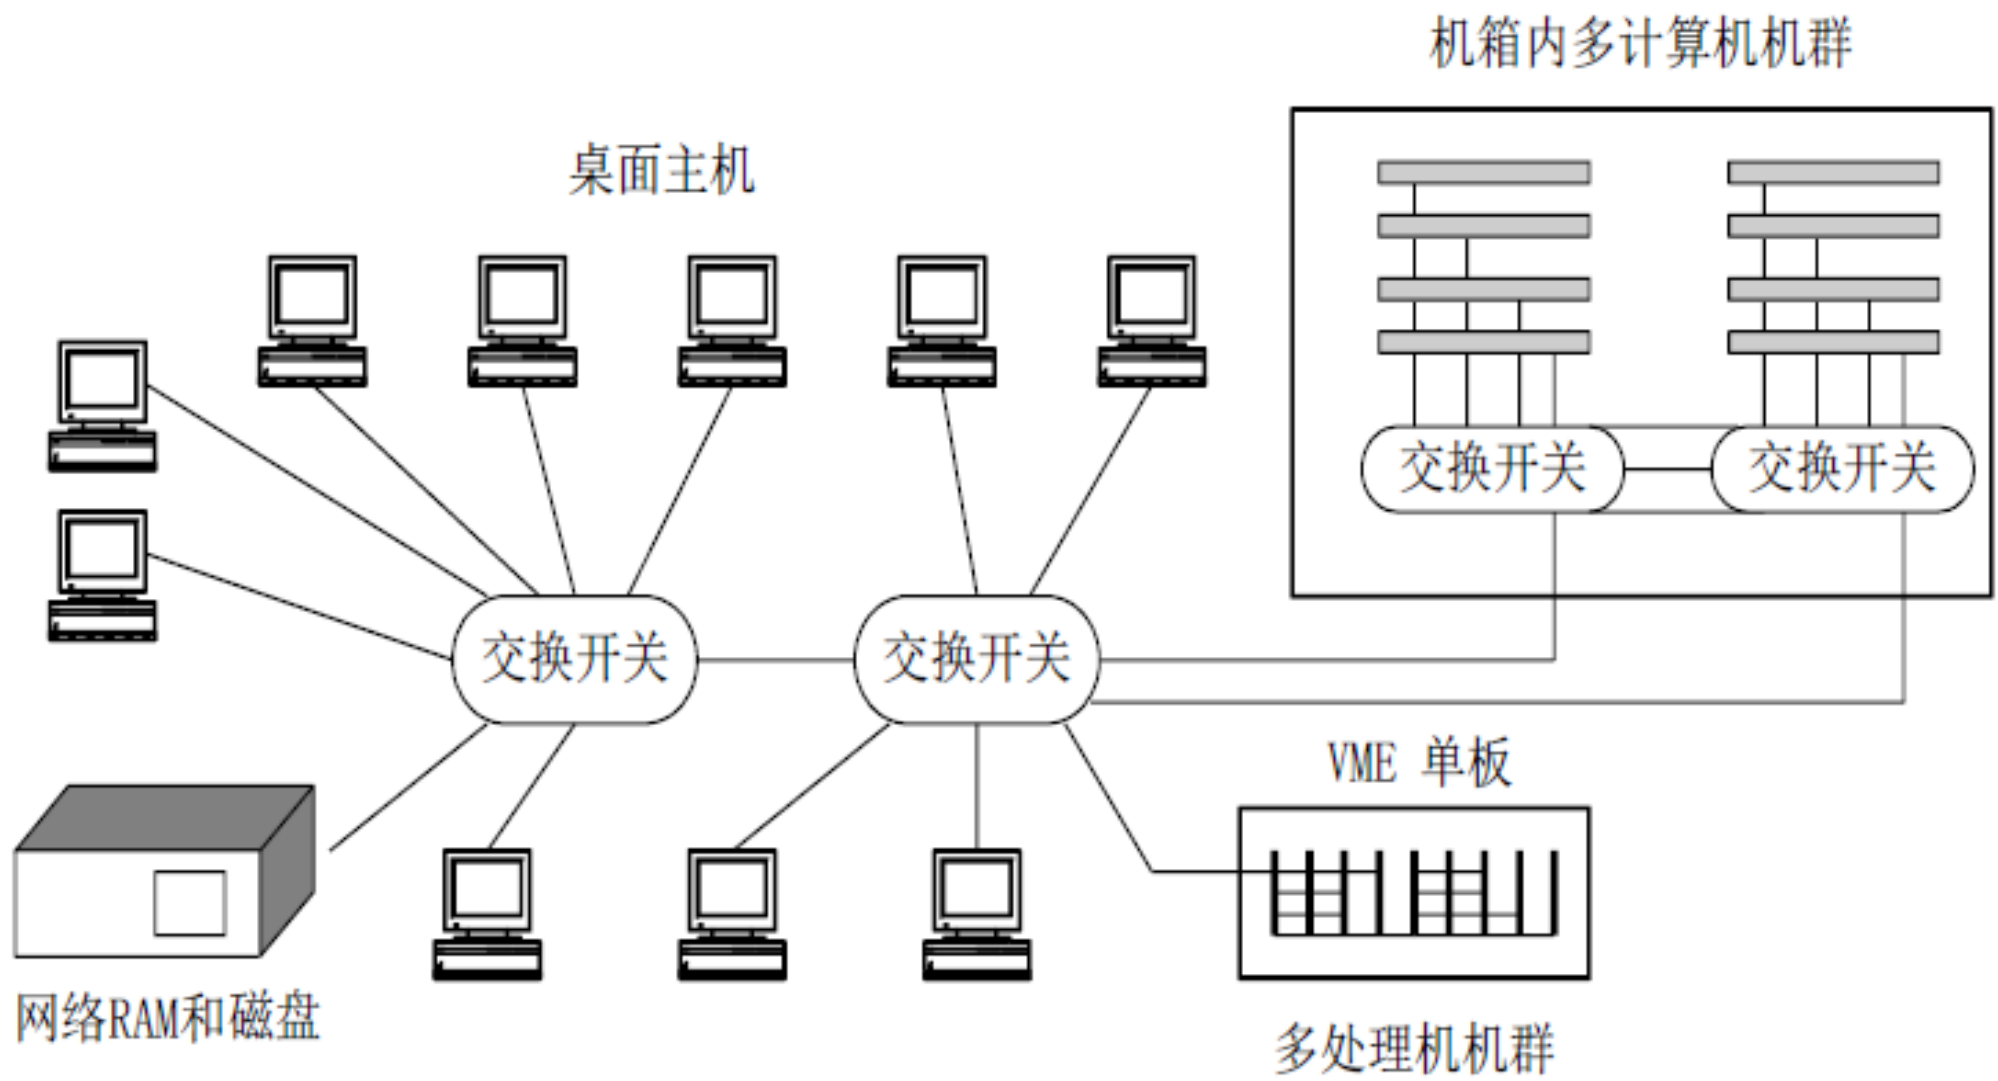 机箱内多计算机机群
桌面主机
交换开关
交换开关
交换开关
交换开关
VME 单板
网络RAM和磁盘
多处理机机群